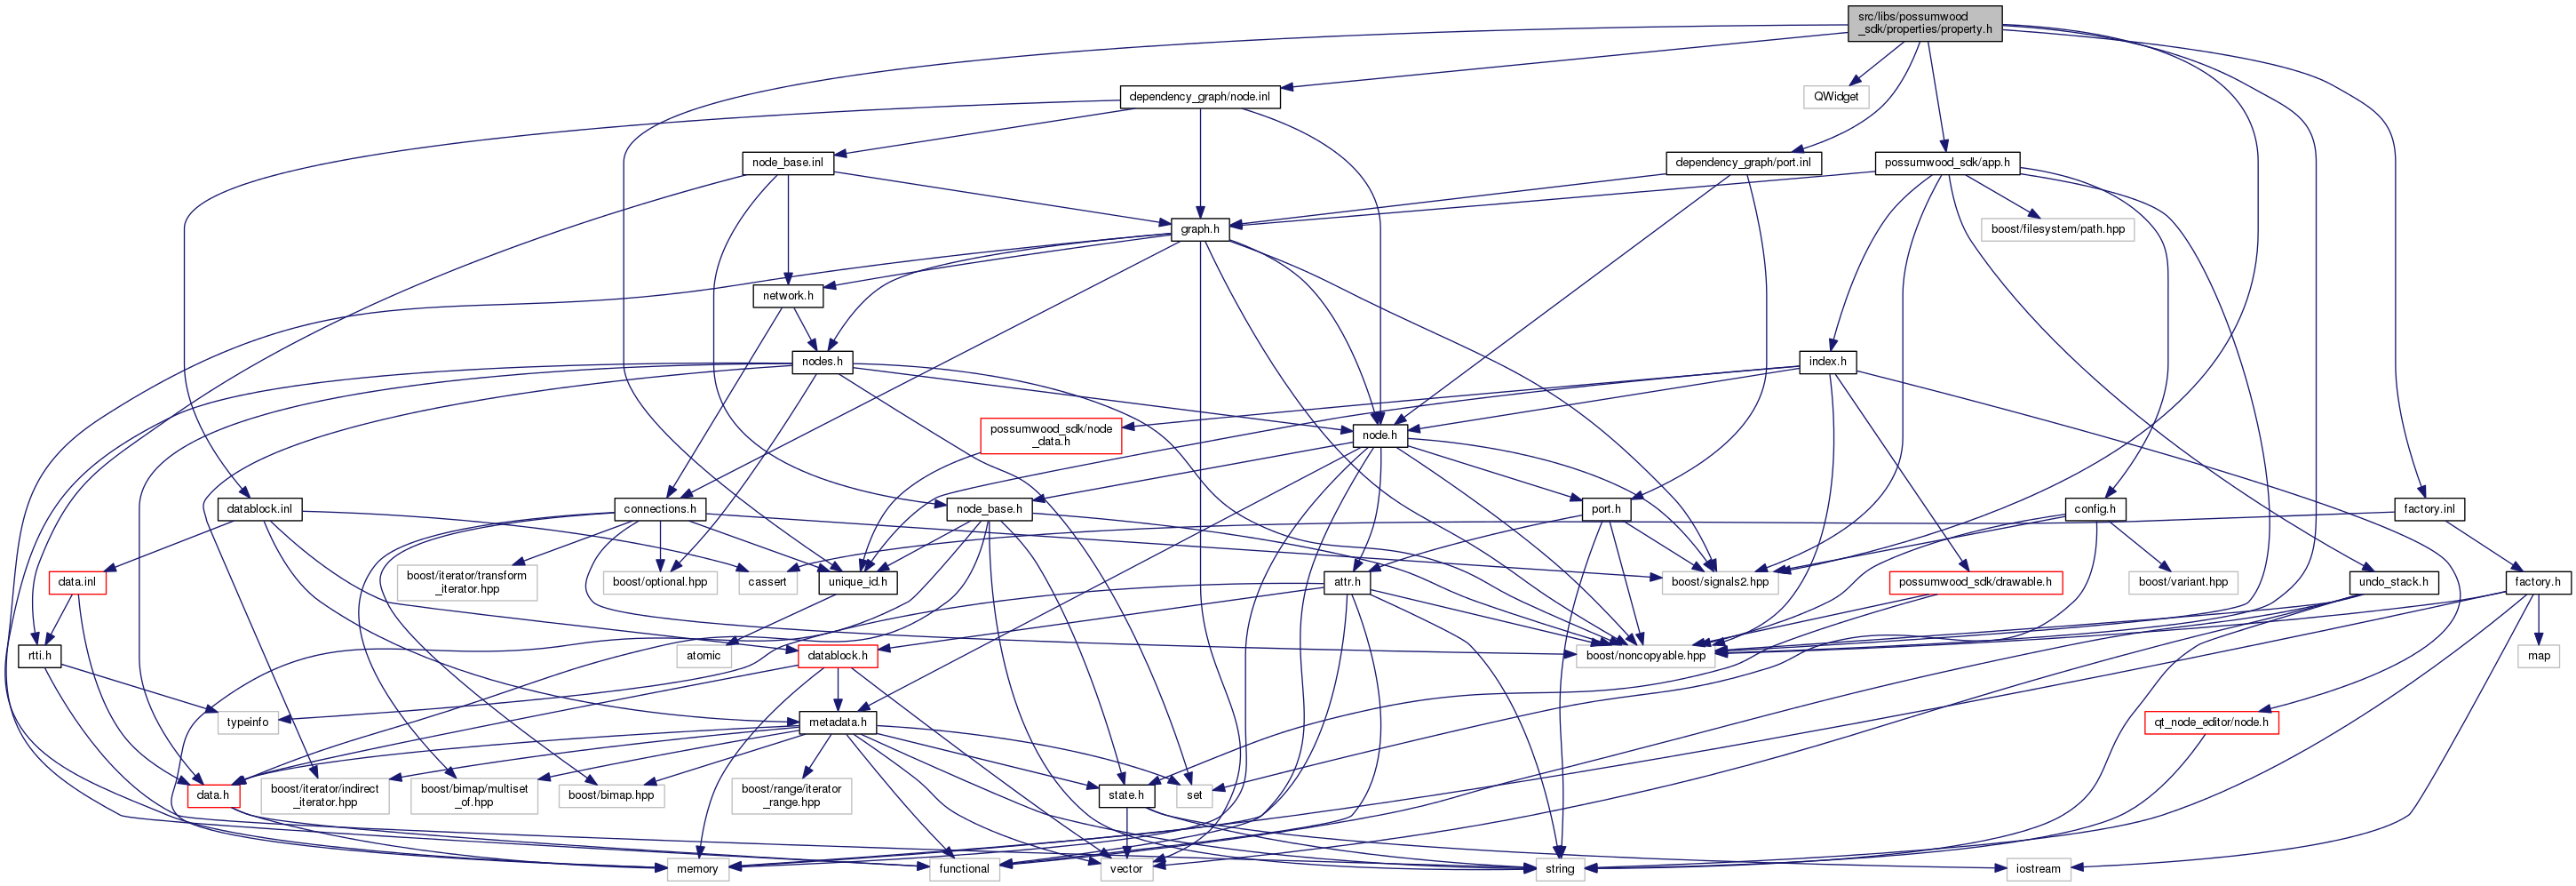 src/libs/possumwood
_sdk/properties/property.h
dependency_graph/node.inl
QWidget
node_base.inl
dependency_graph/port.inl
possumwood_sdk/app.h
graph.h
boost/filesystem/path.hpp
network.h
nodes.h
index.h
possumwood_sdk/node
_data.h
node.h
datablock.inl
connections.h
node_base.h
port.h
config.h
factory.inl
data.inl
boost/iterator/transform
_iterator.hpp
boost/optional.hpp
cassert
unique_id.h
attr.h
boost/signals2.hpp
possumwood_sdk/drawable.h
boost/variant.hpp
undo_stack.h
factory.h
rtti.h
atomic
datablock.h
boost/noncopyable.hpp
map
typeinfo
metadata.h
qt_node_editor/node.h
data.h
boost/iterator/indirect
_iterator.hpp
boost/bimap/multiset
_of.hpp
boost/bimap.hpp
boost/range/iterator
_range.hpp
state.h
set
memory
functional
vector
string
iostream